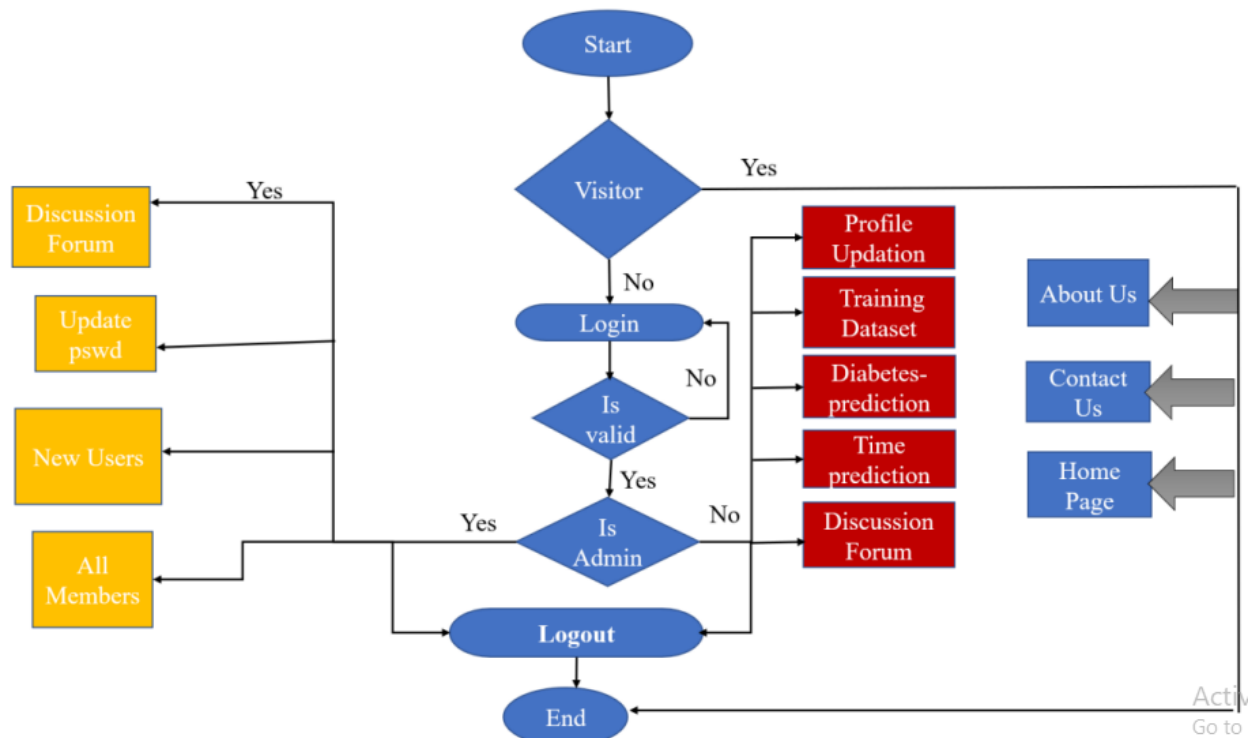 Start
Visitor
Yes
Yes
Discussion
Forum
Profile
Updation
No
About Us
Update
pswd
Login
Training
Dataset
No
Contact
Us
Diabetes-
prediction
Is
valid
New Users
Time
prediction
Home
Page
Yes
Yes
Is
Admin
No
Discussion
Forum
All
Members
Logout
End
Go to